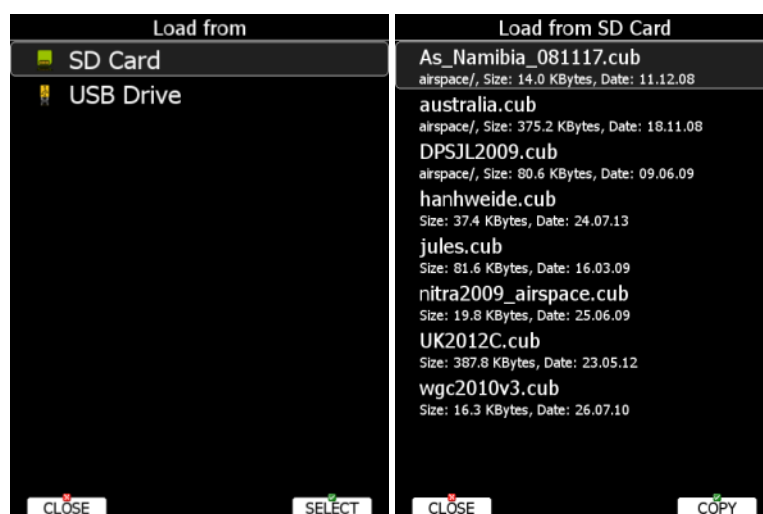 Load from
SD Card
USB Drive
CLOSE
SELECT
Load from SD Card
As_Namibia_081117.cub
airspace/, Size: 14.0 KBytes, Date: 11.12.08
australia.cub
airspace/, Size: 375.2 KBytes, Date: 18.11.08
DPSJL2009.cub
airspace/, Size: 80.6 KBytes, Date: 09.06.09
hanhweide.cub
Size: 37.4 KBytes, Date: 24.07.13
jules.cub
Size: 81.6 KBytes, Date: 16.03.09
nitra2009_airspace.cub
Size: 19.8 KBytes, Date: 25.06.09
UK2012C.cub
Size: 387.8 KBytes, Date: 23.05.12
wgc2010v3.cub
Size: 16.3 KBytes, Date: 26.07.10
CLOSE
COPY